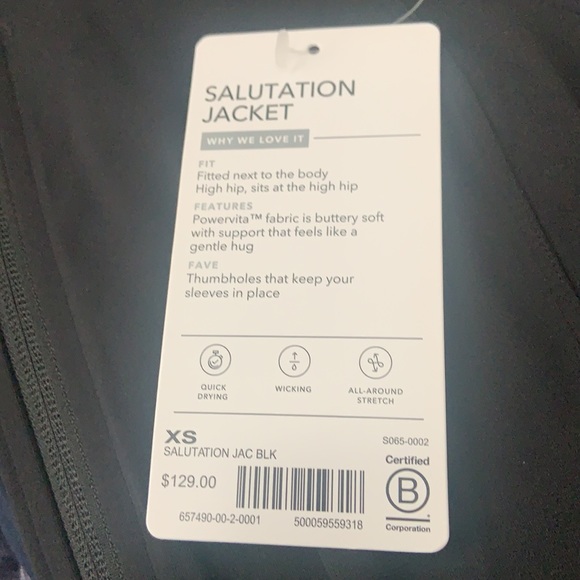 SALUTATION
JACKET
WHY WE LOVE IT
FIT
Fitted next to the body
High hip, sits at the high hip
FEATURES
Powervita™ fabric is buttery soft
with support that feels like a
gentle hug
FAVE
Thumbholes that keep your
sleeves in place
QUICK
DRYING
WICKING
ALL-AROUND
STRETCH
XS
S065-0002
SALUTATION JAC BLK
Certified
$129.00
B
657490-00-2-0001
500059559318
Corporation